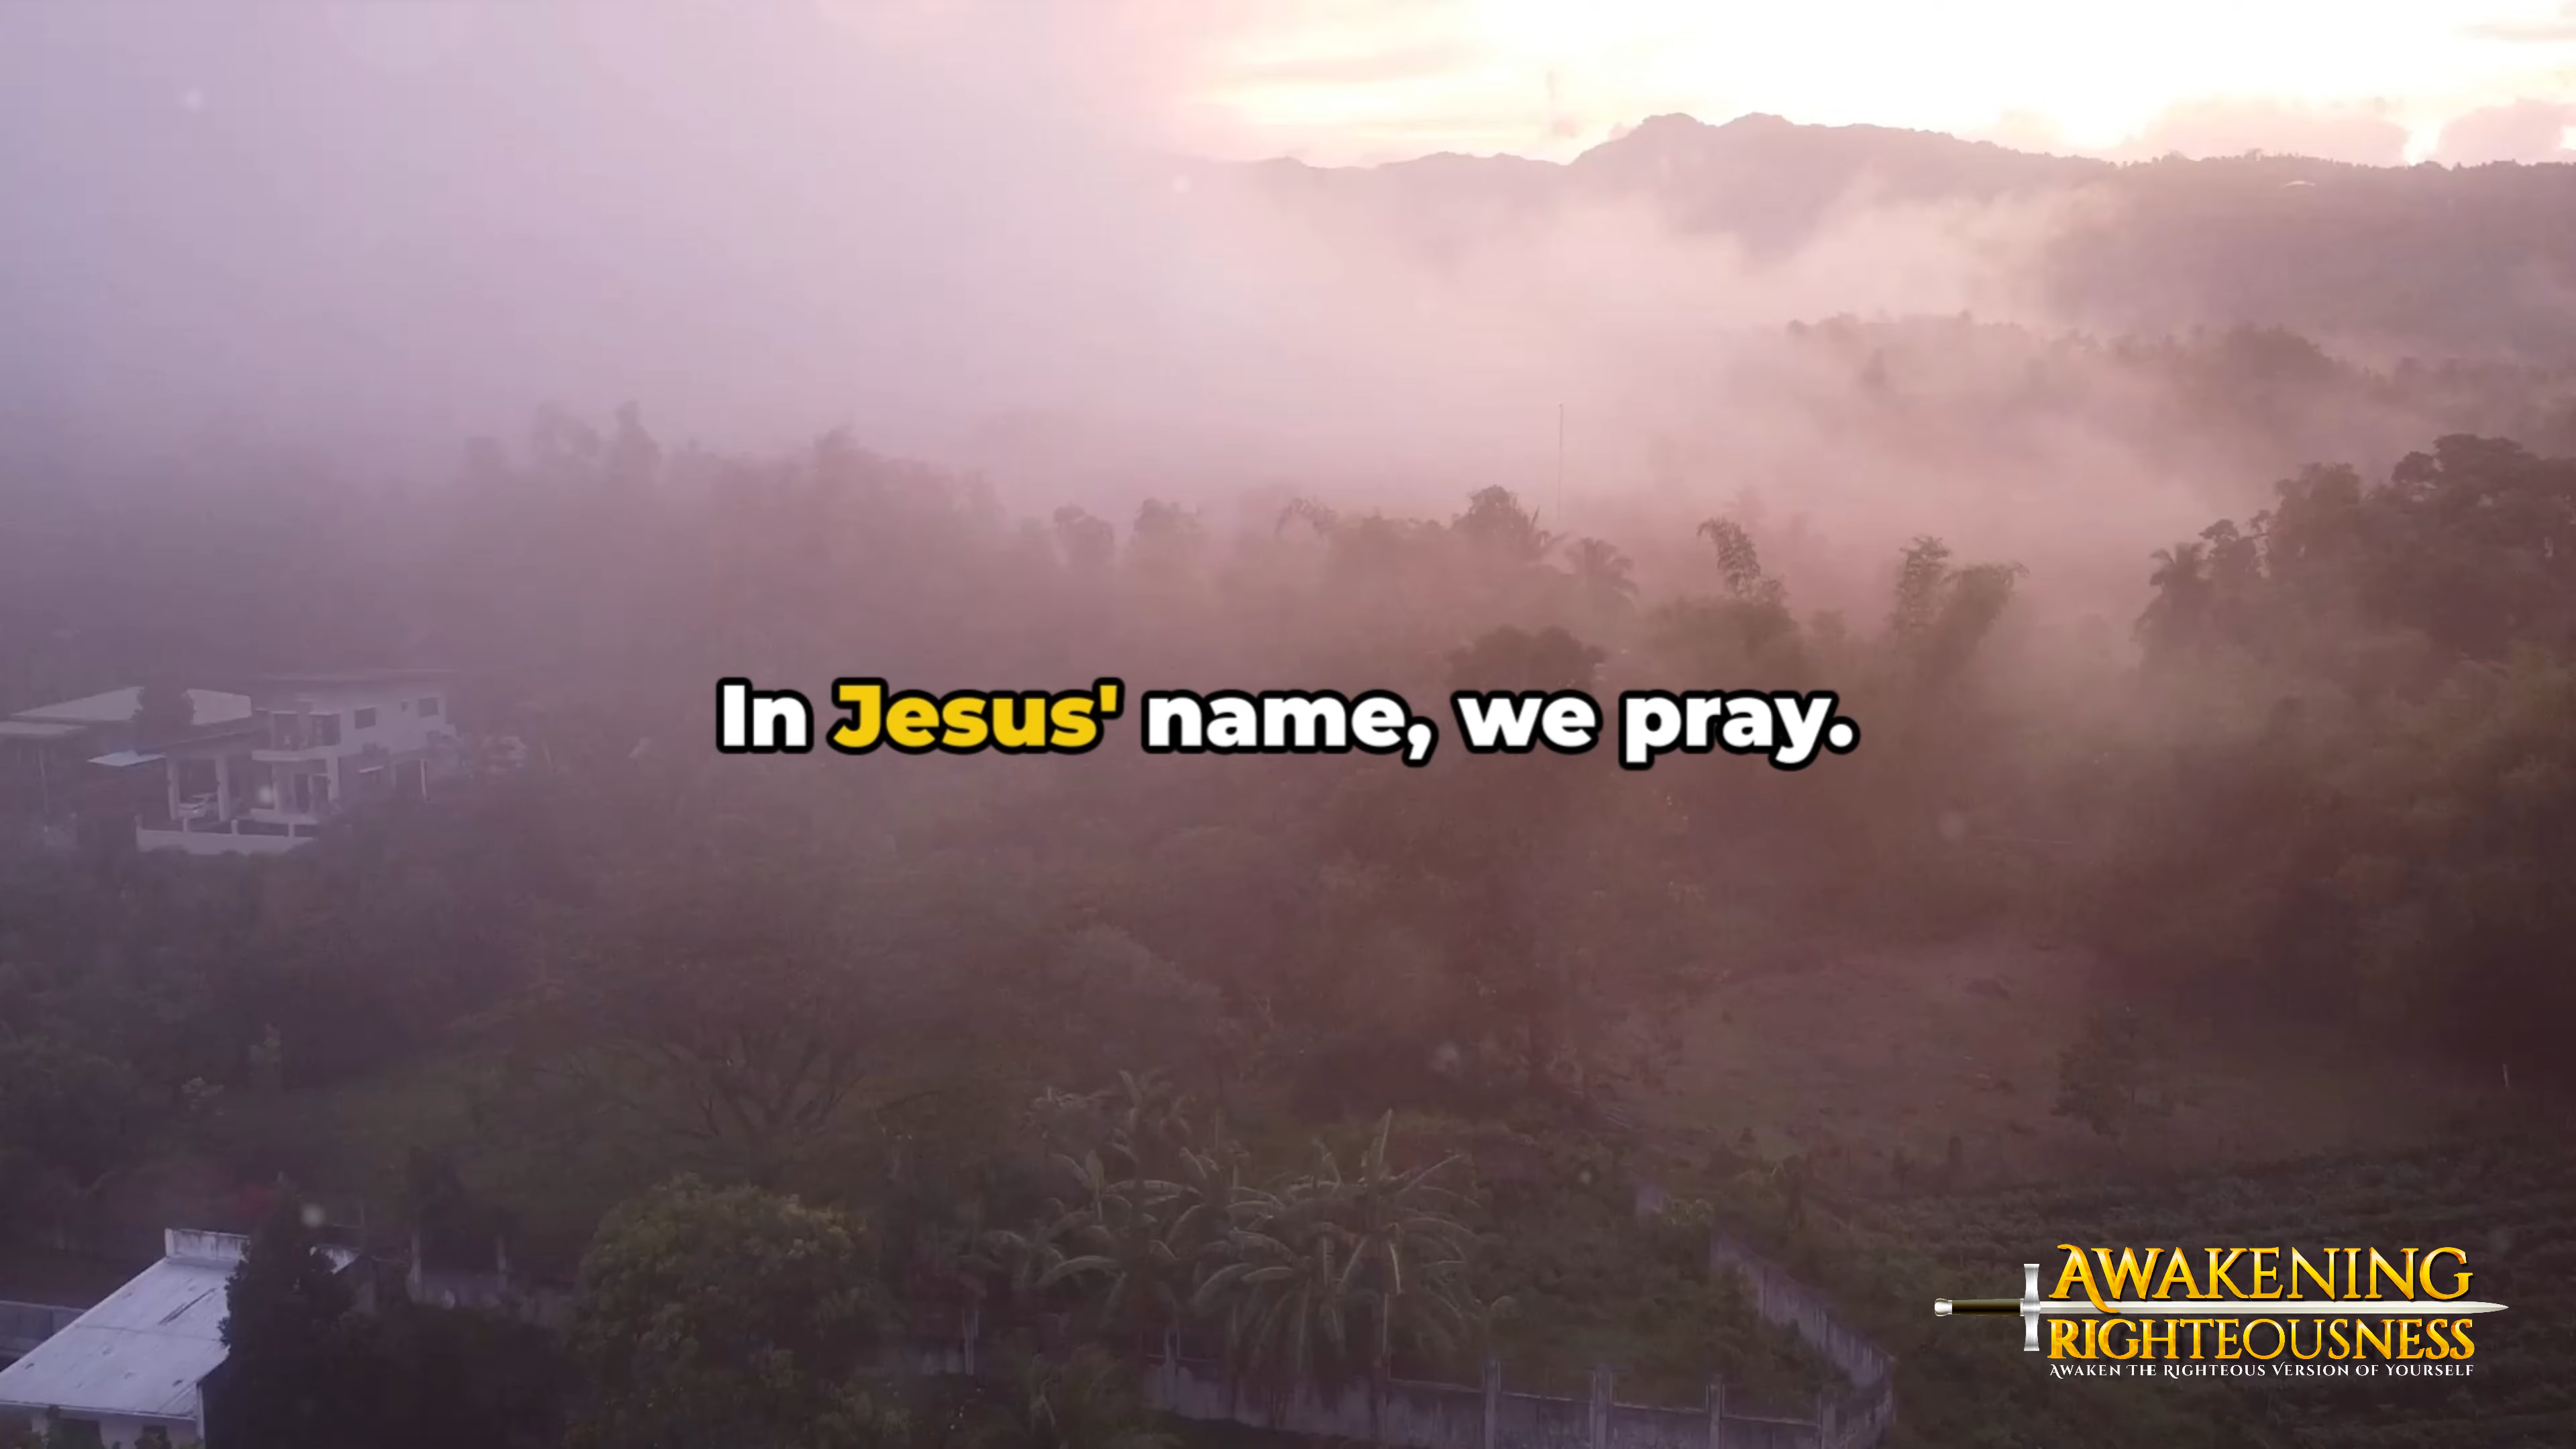 In Jesus' name, we pray.
AWAKENING
RIGHTEOUSNESS
AWAKEN THE RIGHTEOUS VERSION OF YOURSELF